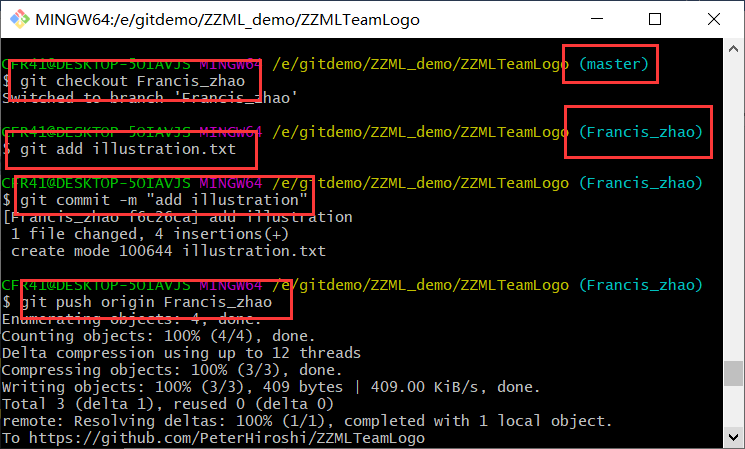 MINGW64:/e/gitdemo/ZZML_demo/ZZMLTeamLogo
CFR41@DESKTOP-5OIAVJS MINGW64 /e/gitdemo/ZZML_demo/ZZMLTeamLogo (master)
$ git checkout Francis_zhao
Switched to branch 'Francis_zhao'
CFR41@DESKTOP-5OIAVJS MINGW64 /e/gitdemo/ZZML_demo/ZZMLTeamLogo (Francis_zhao)
$ git add illustration.txt
CFR41@DESKTOP-5OIAVJS MINGW64 /e/gitdemo/ZZML_demo/ZZMLTeamLogo (Francis_zhao)
$ git commit -m "add illustration"
[Francis_zhao f6c26ca] add illustration
1 file changed, 4 insertions(+)
create mode 100644 illustration.txt
CFR41@DESKTOP-5OIAVJS MINGW64 /e/gitdemo/ZZML_demo/ZZMLTeamLogo (Francis_zhao)
$ git push origin Francis_zhao
Enumerating objects: 4, done.
Counting objects: 100% (4/4), done.
Delta compression using up to 12 threads
Compressing objects: 100% (3/3), done.
Writing objects: 100% (3/3), 409 bytes | 409.00 KiB/s, done.
Total 3 (delta 1), reused 0 (delta 0)
remote: Resolving deltas: 100% (1/1), completed with 1 local object.
To https://github.com/PeterHiroshi/ZZMLTeamLogo